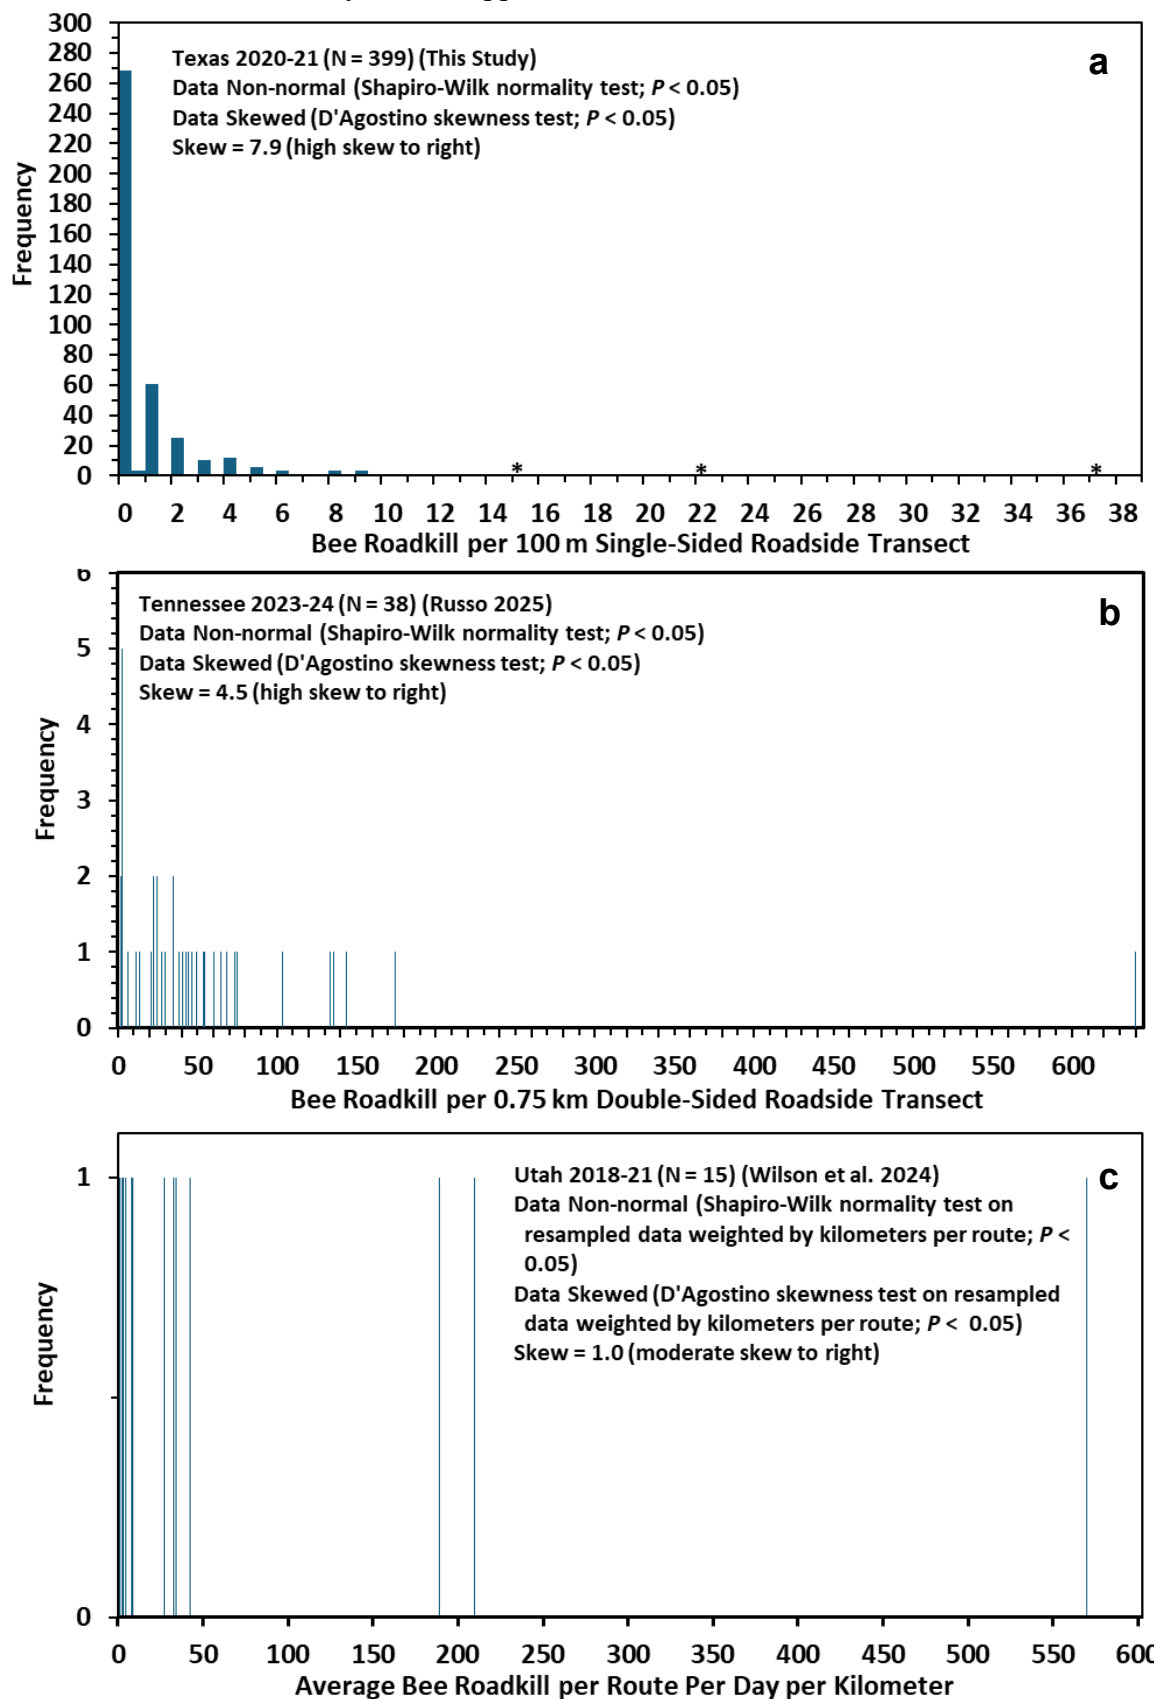 300
280
260
240
220
200
180
160
140
120
100
80
60
40
20
0
Frequency
Texas 2020-21 (N = 399) (This Study)
Data Non-normal (Shapiro-Wilk normality test; P < 0.05)
Data Skewed (D'Agostino skewness test; P < 0.05)
Skew = 7.9 (high skew to right)
a
* * *
0 2 4 6 8 10 12 14 16 18 20 22 24 26 28 30 32 34 36 38
Bee Roadkill per 100 m Single-Sided Roadside Transect
6
5
4
3
2
1
0
Frequency
Tennessee 2023-24 (N = 38) (Russo 2025)
Data Non-normal (Shapiro-Wilk normality test; P < 0.05)
Data Skewed (D'Agostino skewness test; P < 0.05)
Skew = 4.5 (high skew to right)
b
0 50 100 150 200 250 300 350 400 450 500 550 600
Bee Roadkill per 0.75 km Double-Sided Roadside Transect
1
0
Frequency
Utah 2018-21 (N = 15) (Wilson et al. 2024)
Data Non-normal (Shapiro-Wilk normality test on
resampled data weighted by kilometers per route; P <
0.05)
Data Skewed (D'Agostino skewness test on resampled
data weighted by kilometers per route; P < 0.05)
Skew = 1.0 (moderate skew to right)
c
0 50 100 150 200 250 300 350 400 450 500 550 600
Average Bee Roadkill per Route Per Day per Kilometer